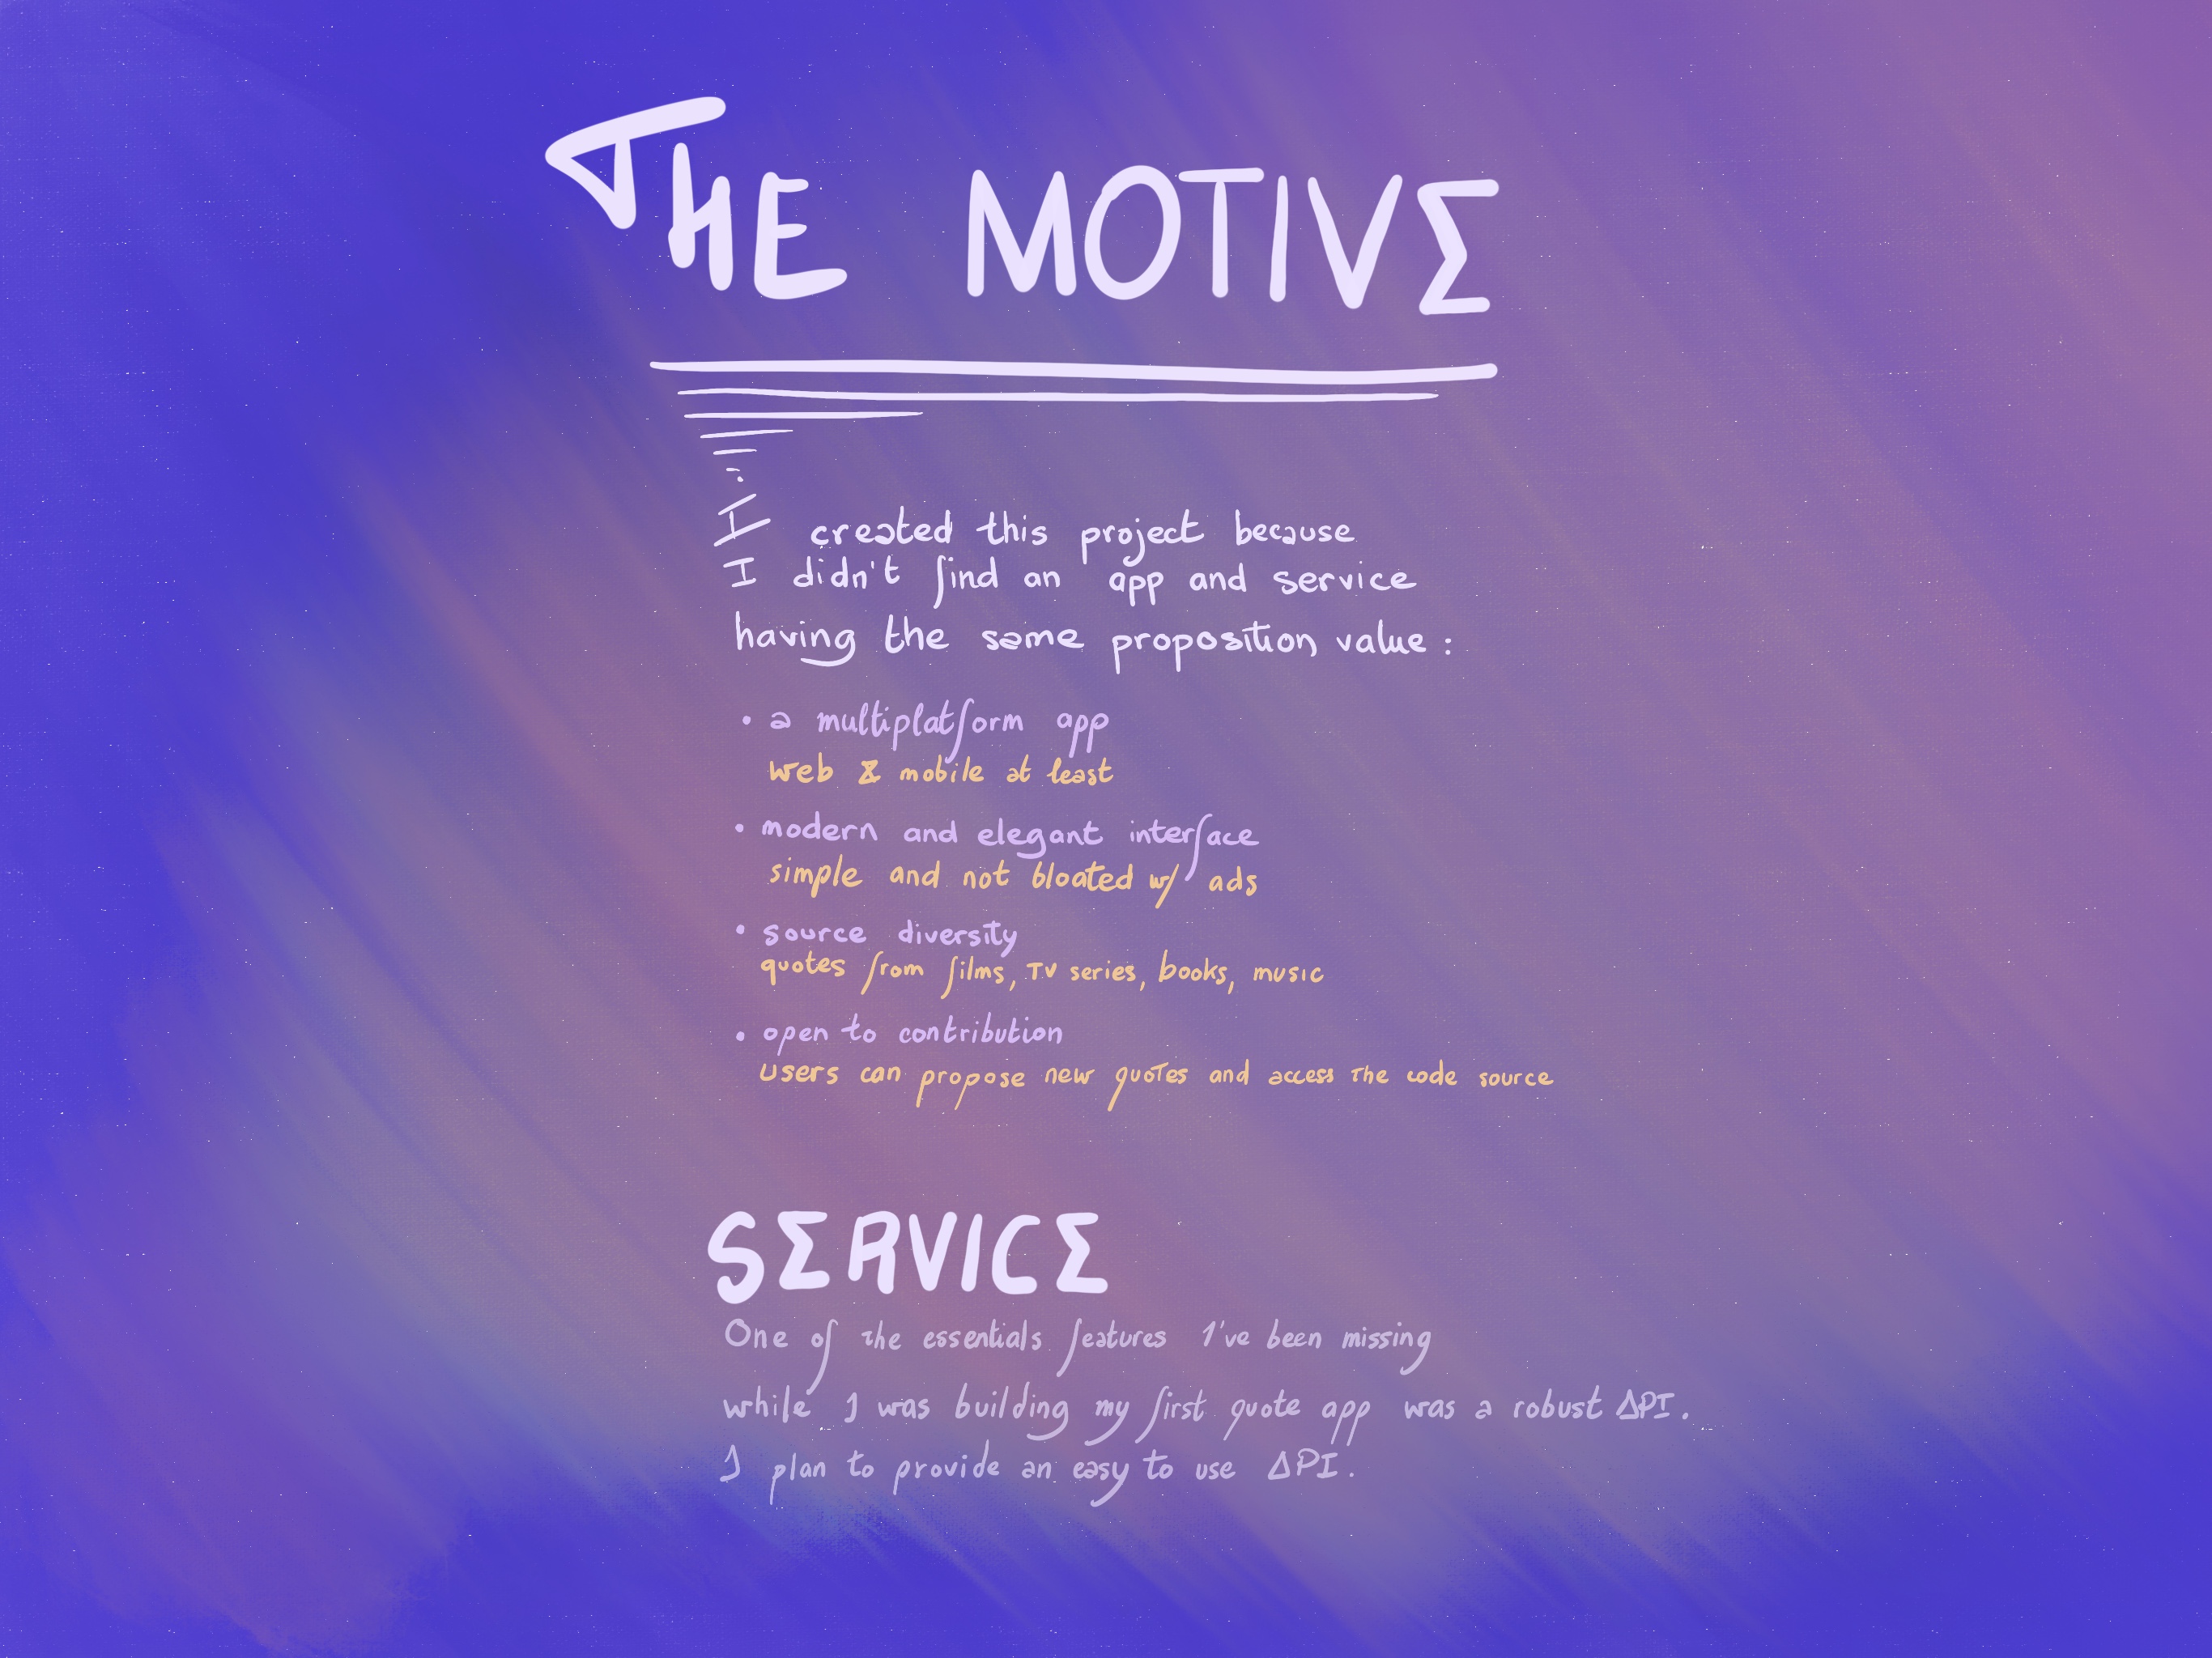 THE MOTIVE
I created this project because
I didn't find an app and service
having the same proposition value :
• a multiplatform app
web & mobile at least
• modern and elegant interface
simple and not bloated w/ ads
• source diversity
quotes from films, TV series, books, music
• open to contribution
users can propose new quotes and access the code source
SERVICE
One of the essentials features I've been missing
while I was building my first quote app was a robust API.
I plan to provide an easy to use API.